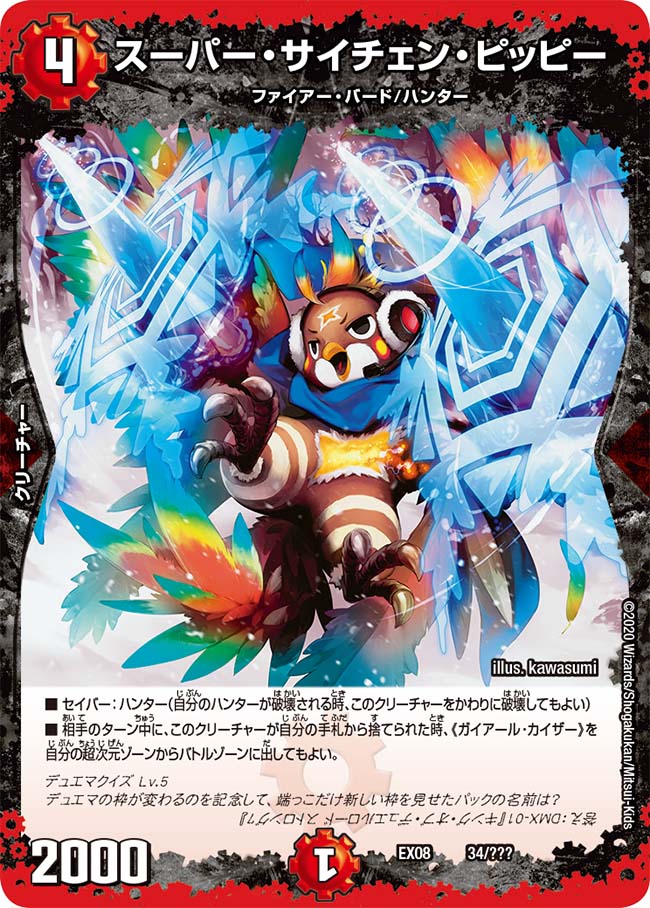 4
スーパー・サイチェン・ピッピー
ファイアー・バード/ハンター
クリーチャー
illus. kawasumi
©2020 Wizards/Shogakukan/Mitsui-Kids
■ セイバー：ハンター(自分のハンターが破壊される時、このクリーチャーをかわりに破壊してもよい)
■ 相手のターン中に、このクリーチャーが自分の手札から捨てられた時、《ガイアール・カイザー》を
自分の超次元ゾーンからバトルゾーンに出してもよい。
デュエマクイズ Lv.5
デュエマの枠が変わるのを記念して、端っこだけ新しい枠を見せたパックの名前は？
答え：DMX-01『キング・オブ・デュエルロード ストロング7』
2000
1
EX08 34/???